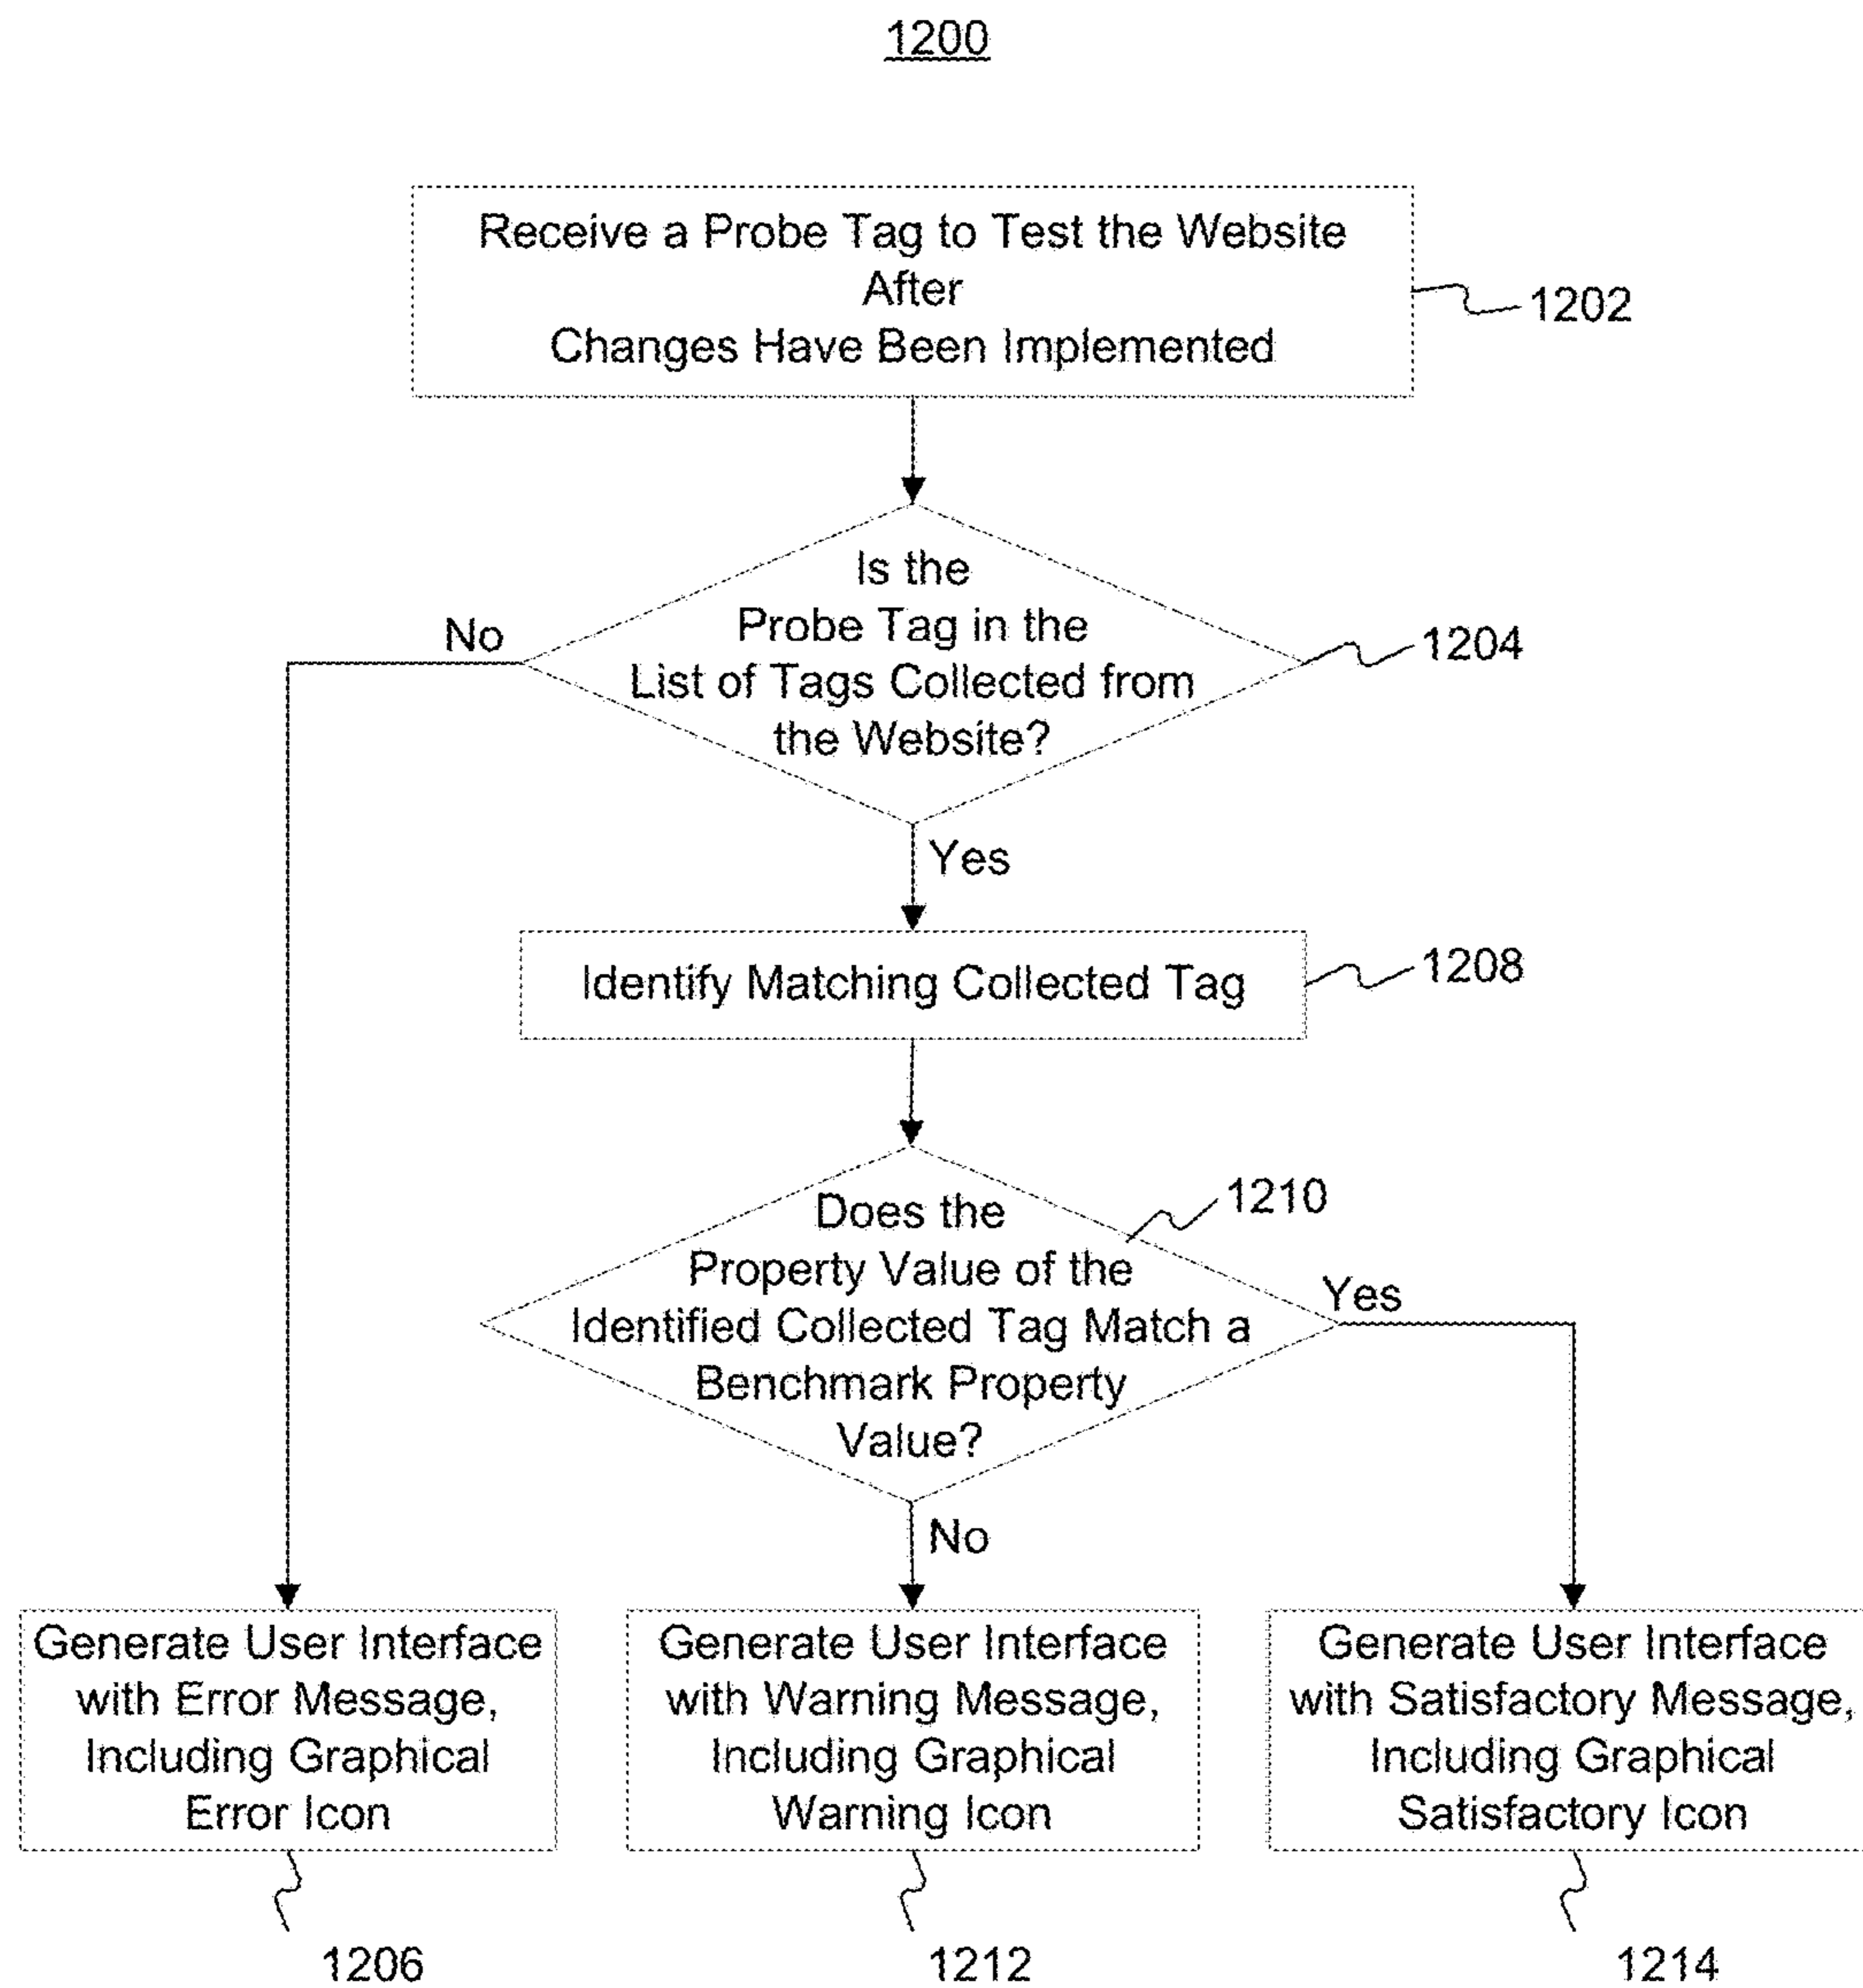 1200
Receive a Probe Tag to Test the Website
After
Changes Have Been Implemented
1202
Is the
Probe Tag in the
List of Tags Collected from
the Website?
1204
No
Yes
Identify Matching Collected Tag
1208
Does the
Property Value of the
Identified Collected Tag Match a
Benchmark Property
Value?
1210
Yes
No
Generate User Interface
with Error Message,
Including Graphical
Error Icon
1206
Generate User Interface
with Warning Message,
Including Graphical
Warning Icon
1212
Generate User Interface
with Satisfactory Message,
Including Graphical
Satisfactory Icon
1214